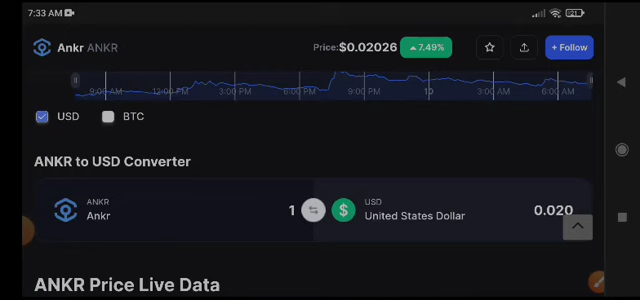 7:33 AM
Ankr ANKR
Price:$0.02026 ▲ 7.49%
+ Follow
9:00 AM 12:00 AM 3:00 PM 6:00 PM 9:00 PM 10 3:00 AM 6:00 AM
USD BTC
ANKR to USD Converter
ANKR
Ankr
1
USD
United States Dollar
0.020
ANKR Price Live Data